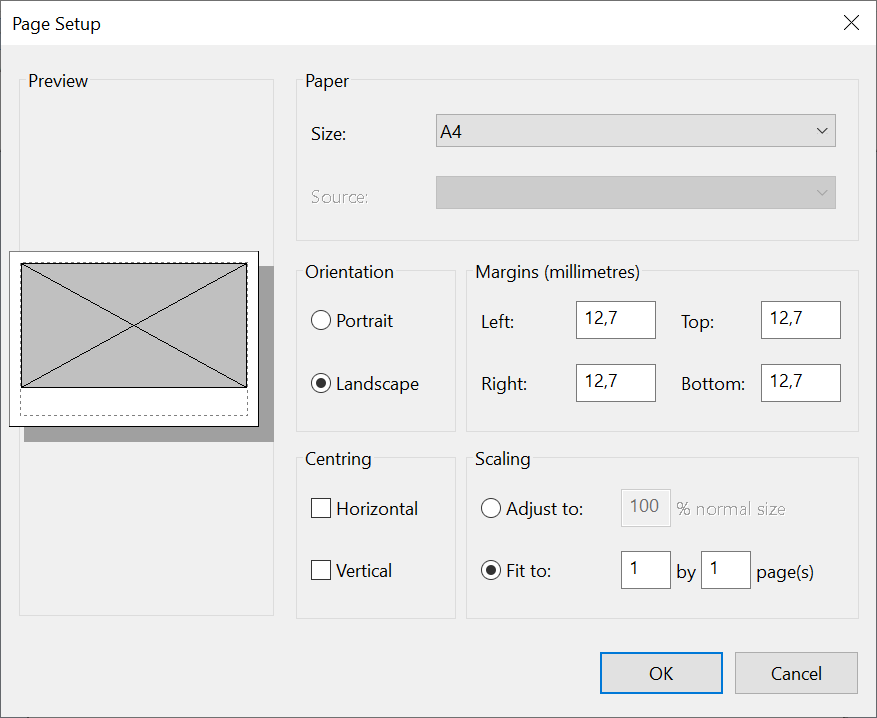 Page Setup
Preview
Paper
Size:
A4
Source:
Orientation
Portrait
Landscape
Margins (millimetres)
Left:
12,7
Top:
12,7
Right:
12,7
Bottom:
12,7
Centring
Horizontal
Vertical
Scaling
Adjust to:
100
% normal size
Fit to:
1
by
1
page(s)
OK
Cancel